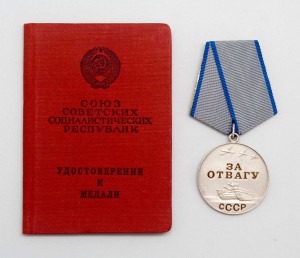 СОЮЗ
СОВЕТСКИХ
СОЦИАЛИСТИЧЕСКИХ
РЕСПУБЛИК
УДОСТОВЕРЕНИЕ
К
МЕДАЛИ
ЗА
ОТВАГУ
СССР